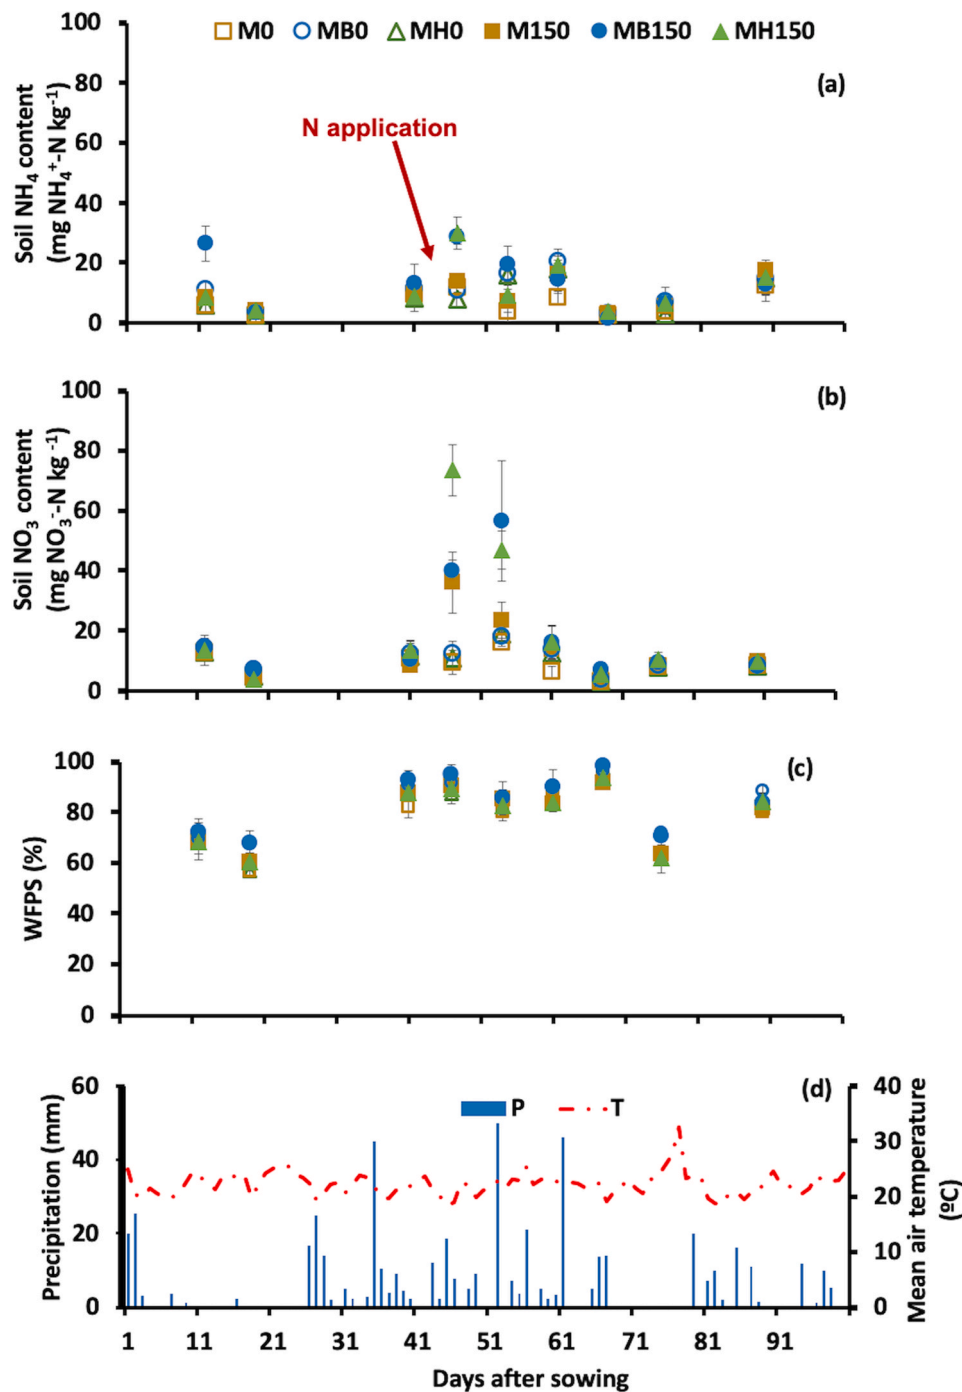 M0 MB0 MH0 M150 MB150 MH150
100
80
60
40
20
0
Soil NH₄ content
(mg NH₄⁺-N kg⁻¹)
(a)
N application
100
80
60
40
20
0
Soil NO₃ content
(mg NO₃⁻-N kg ⁻¹)
(b)
100
80
60
40
20
0
WFPS (%)
(c)
60
40
20
0
Precipitation (mm)
P T
(d)
40
30
20
10
0
Mean air temperature
(ºC)
1 11 21 31 41 51 61 71 81 91
Days after sowing